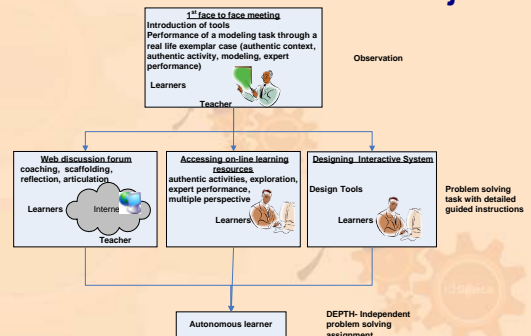 1st face to face meeting
Introduction of tools
Performance of a modeling task through a
real life exemplar case (authentic context,
authentic activity, modeling, expert
performance)
Learners
Teacher
Observation
Web discussion forum
coaching, scaffolding,
reflection, articulation
Learners
Interne
Teacher
Accessing on-line learning
resources
authentic activities, exploration,
expert performance,
multiple perspective
Learners
Designing Interactive System
Design Tools
Learners
Problem solving
task with detailed
guided instructions
Autonomous learner
DEPTH- Independent
problem solving
assignment